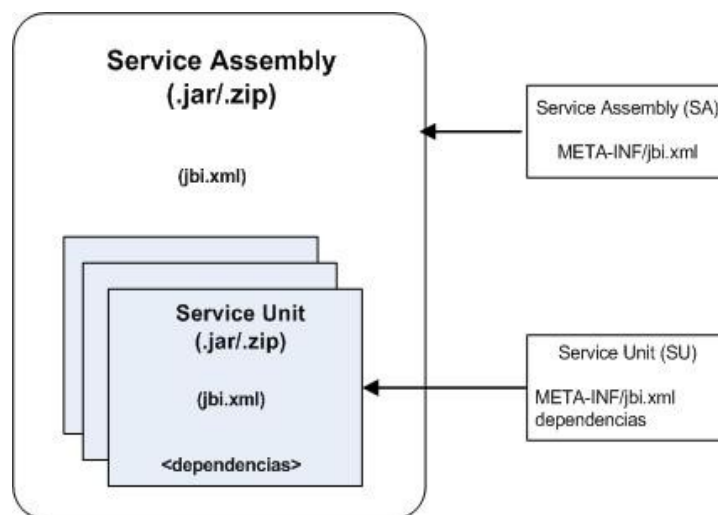 Service Assembly
(.jar/.zip)
(jbi.xml)
Service Unit
(.jar/.zip)
(jbi.xml)
<dependencias>
Service Assembly (SA)
META-INF/jbi.xml
Service Unit (SU)
META-INF/jbi.xml
dependencias